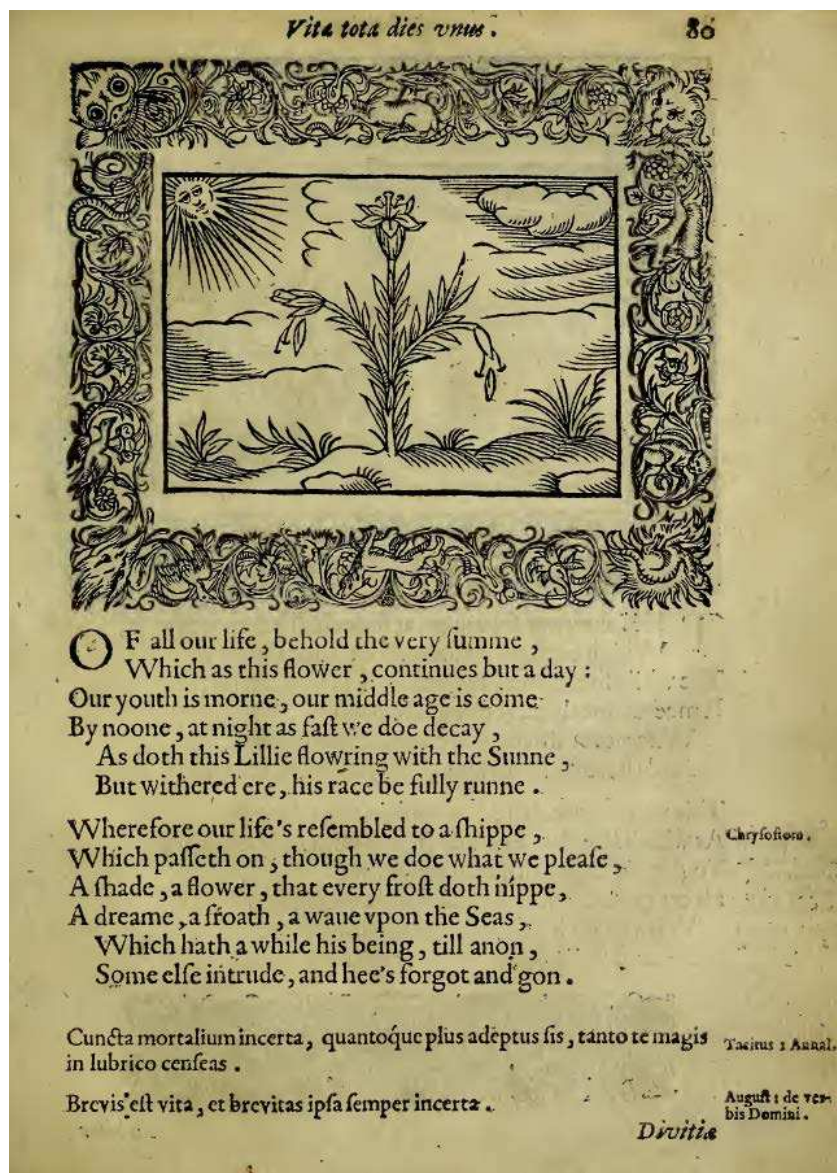 Vita tota dies vnus.
80
OF all our life, behold the very ſumme,
Which as this flower, continues but a day:
Our youth is morne, our middle age is come
By noone, at night as faſt we doe decay,
As doth this Lillie flowring with the Sunne,
But withered ere, his race be fully runne.
Wherefore our life's reſembled to a ſhippe,
Chryſoſtom.
Which paſſeth on, though we doe what we pleaſe,
A ſhade, a flower, that every froſt doth nippe,
A dreame, a froath, a waue vpon the Seas,
Which hath a while his being, till anon,
Some elſe intrude, and hee's forgot and gon.
Cuncta mortalium incerta, quantoque plus adeptus ſis, tanto te magis
Tacitus 1 Annal.
in lubrico cenſeas.
Brevis eſt vita, et brevitas ipſa ſemper incerta.
Auguſt: de ver-
bis Domini.
Divitiæ